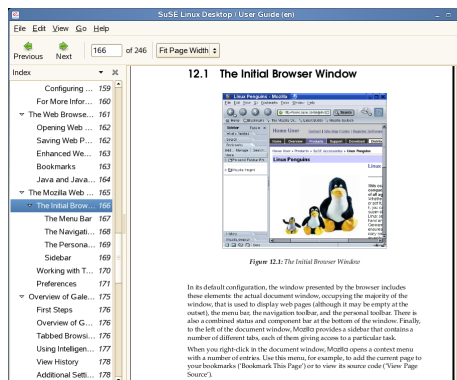 SuSE Linux Desktop / User Guide (en)
File Edit View Go Help
Previous Next 166 of 246 Fit Page Width
Index
Configuring ... 159
For More Infor... 160
The Web Browse... 161
Opening Web ... 162
Saving Web P... 162
Enhanced We... 163
Bookmarks 163
Java and Java... 164
The Mozilla Web ... 165
The Initial Brow... 166
The Menu Bar 167
The Navigati... 168
The Persona... 169
Sidebar 169
Working with T... 170
Preferences 171
Overview of Gale... 175
First Steps 176
Overview of G... 176
Tabbed Browsi... 176
Using Intelligen... 177
View History 178
Additional Setti... 178
12.1 The Initial Browser Window
Linux Penguins - Mozilla
Home User
Linux Penguins
Figure 12.1: The Initial Browser Window
In its default configuration, the window presented by the browser includes
these elements: the actual document window, occupying the majority of the
window, that is used to display web pages (although it may be empty at the
outset), the menu bar, the navigation toolbar, and the personal toolbar. There is
also a combined status and component bar at the bottom of the window. Finally,
to the left of the document window, Mozilla provides a sidebar that contains a
number of different tabs, each of them giving access to a particular task.
When you right-click in the document window, Mozilla opens a context menu
with a number of entries. Use this menu, for example, to add the current page to
your bookmarks ('Bookmark This Page') or to view its source code ('View Page
Source').